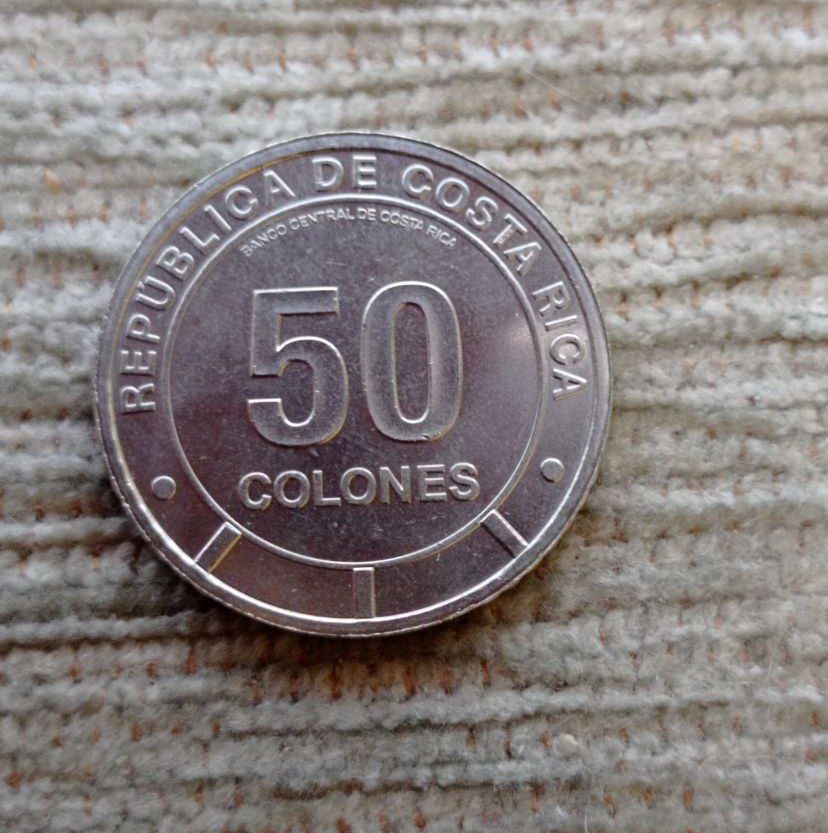 REPÚBLICA DE COSTA RICA
BANCO CENTRAL DE COSTA RICA
50
COLONES